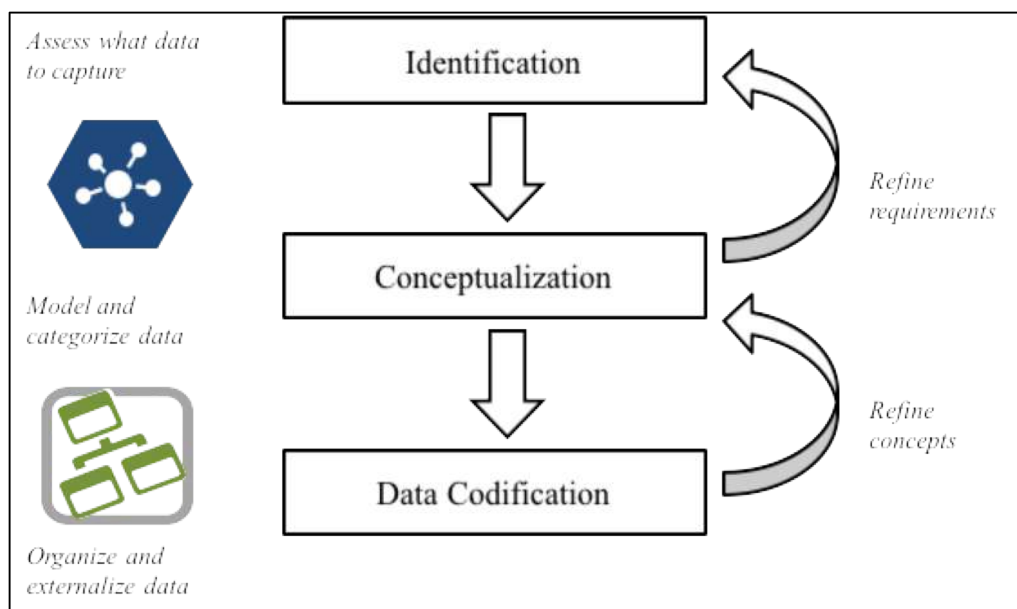 Assess what data
to capture
Identification
Refine
requirements
Conceptualization
Model and
categorize data
Refine
concepts
Data Codification
Organize and
externalize data